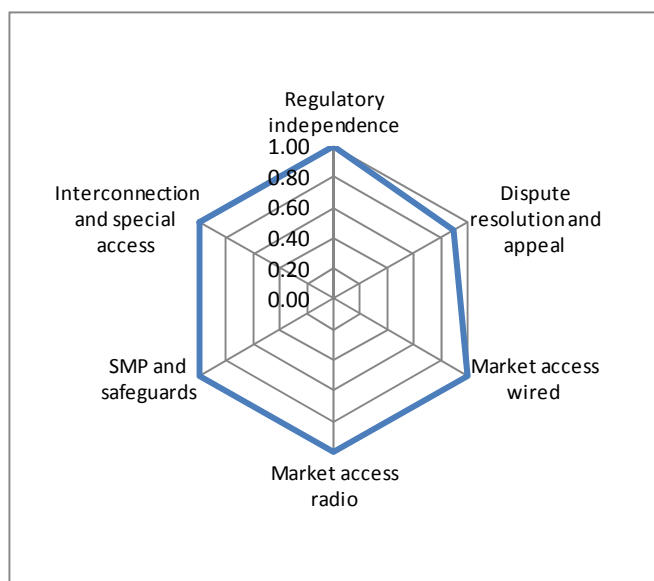 Regulatory
independence
1.00
0.80
0.60
0.40
0.20
0.00
Dispute
resolution and
appeal
Market access
wired
Market access
radio
SMP and
safeguards
Interconnection
and special
access